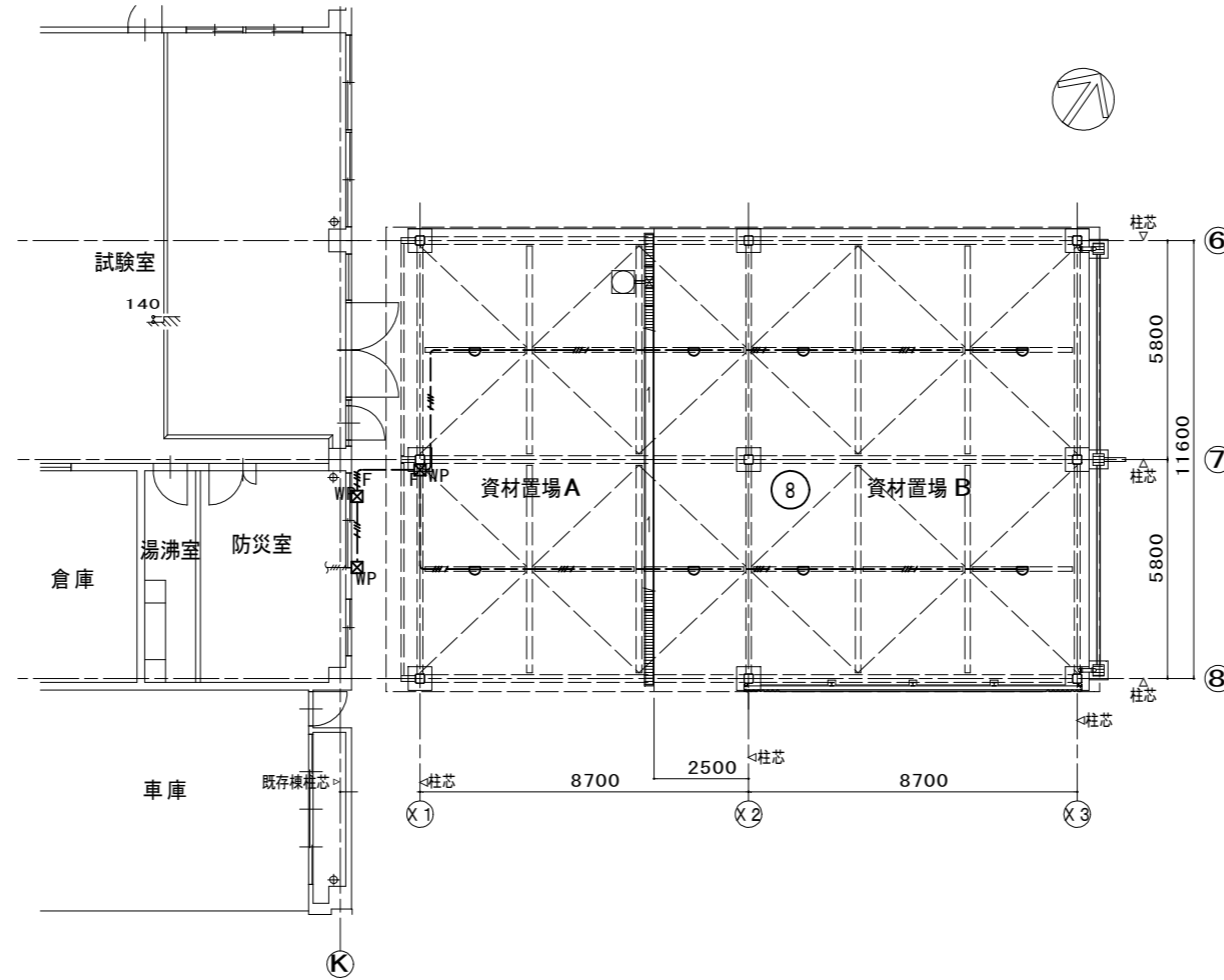 柱芯
⑥
試験室
140
5800
11600
⑦
柱芯
F
WP
F
WP
資材置場A
⑧
資材置場 B
湯沸室
防災室
倉庫
WP
5800
⑧
柱芯
柱芯
柱芯
2500
既存棟柱芯
柱芯
8700
8700
車庫
X1
X2
X3
K